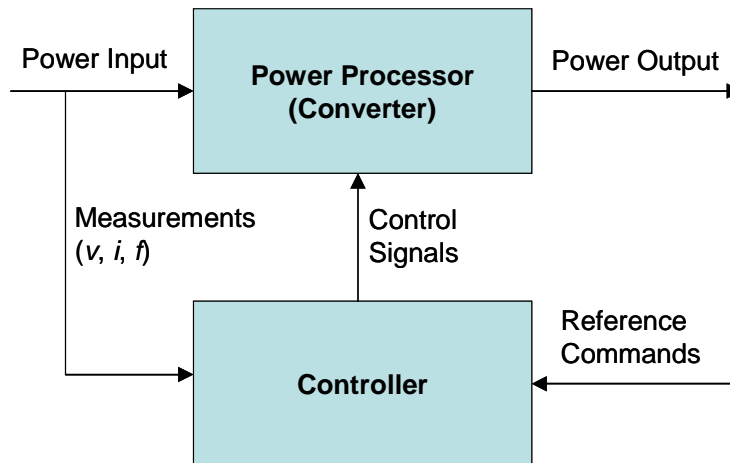 Power Input
Power Processor
(Converter)
Power Output
Measurements
(v, i, f)
Control
Signals
Reference
Commands
Controller